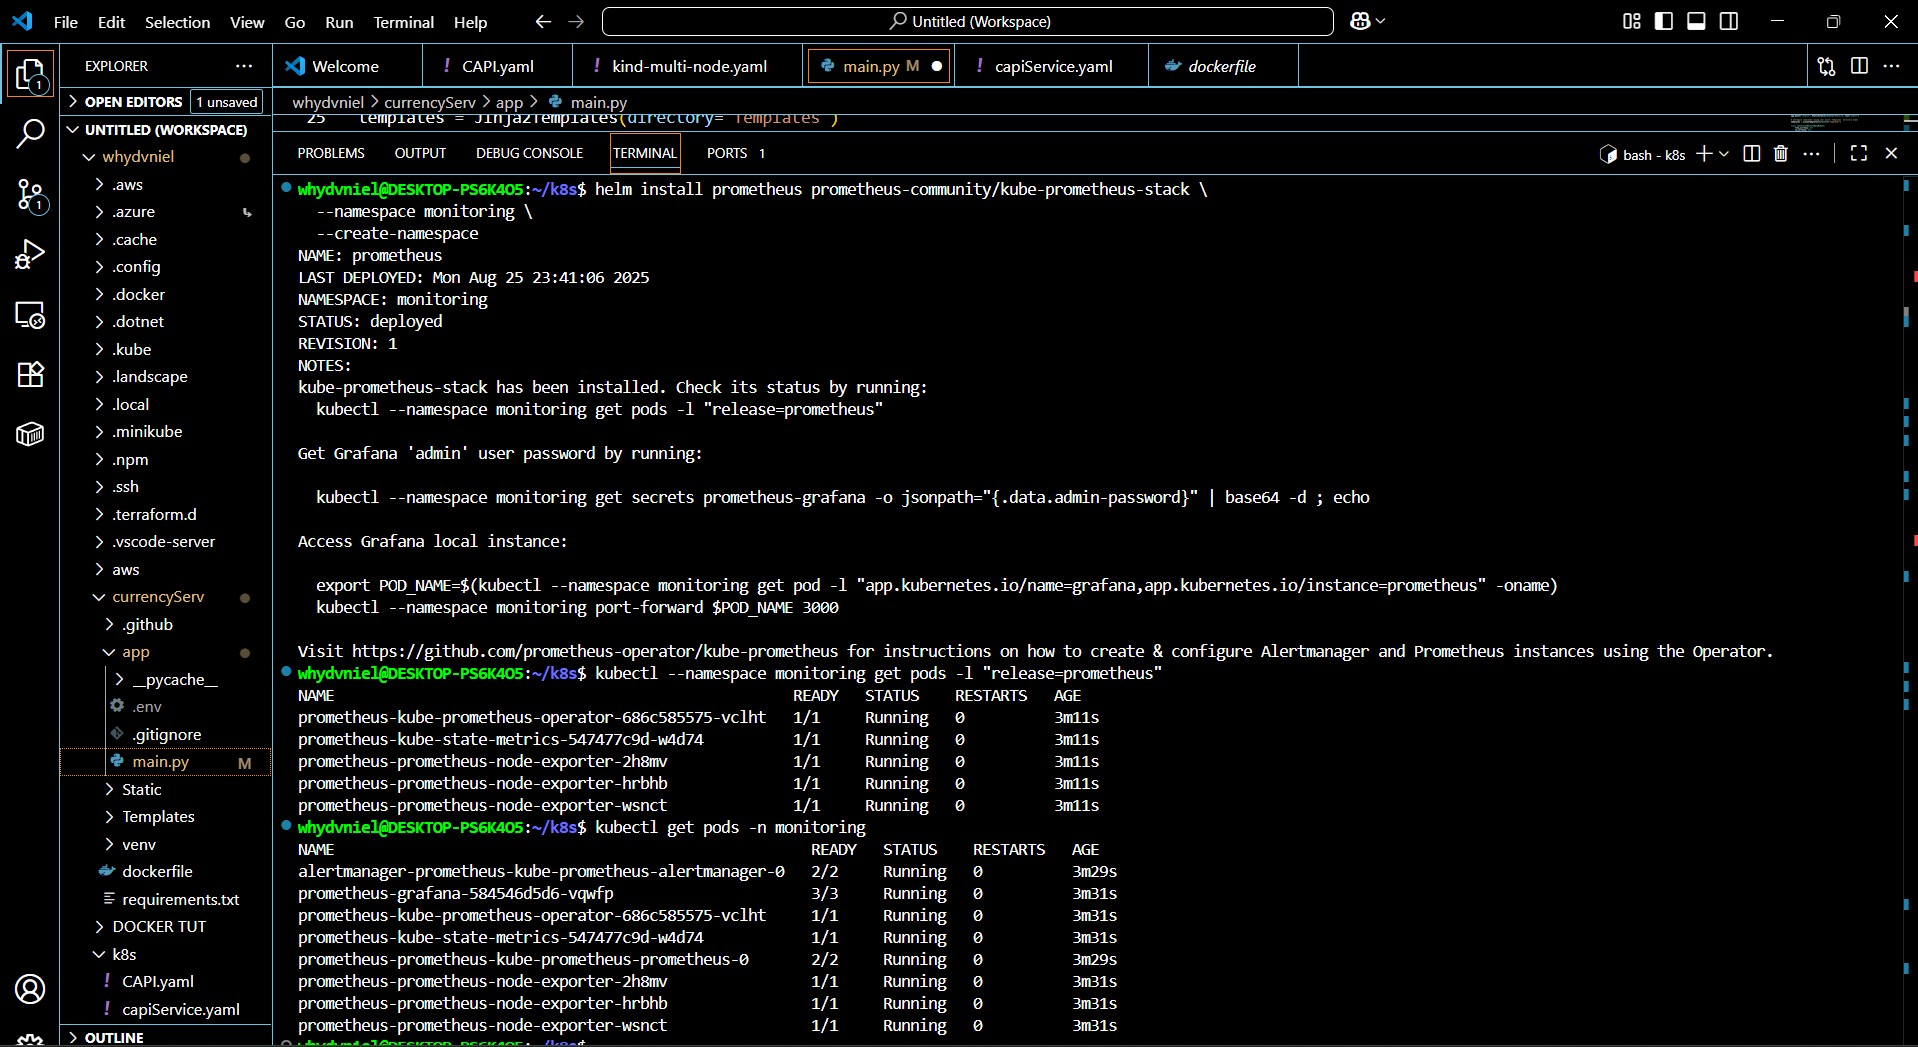 File Edit Selection View Go Run Terminal Help
Untitled (Workspace)
EXPLORER
OPEN EDITORS 1 unsaved
UNTITLED (WORKSPACE)
whydvniel
.aws
.azure
.cache
.config
.docker
.dotnet
.kube
.landscape
.local
.minikube
.npm
.ssh
.terraform.d
.vscode-server
aws
currencyServ
.github
app
__pycache__
.env
.gitignore
main.py M
Static
Templates
venv
dockerfile
requirements.txt
DOCKER TUT
k8s
CAPI.yaml
capiService.yaml
OUTLINE
1
1
Welcome CAPI.yaml kind-multi-node.yaml main.py M capiService.yaml dockerfile
whydvniel > currencyServ > app > main.py
25 templates = Jinja2Templates(directory="Templates")
PROBLEMS OUTPUT DEBUG CONSOLE TERMINAL PORTS 1
bash - k8s
whydvniel@DESKTOP-PS6K4O5:~/k8s$ helm install prometheus prometheus-community/kube-prometheus-stack \
--namespace monitoring \
--create-namespace
NAME: prometheus
LAST DEPLOYED: Mon Aug 25 23:41:06 2025
NAMESPACE: monitoring
STATUS: deployed
REVISION: 1
NOTES:
kube-prometheus-stack has been installed. Check its status by running:
kubectl --namespace monitoring get pods -l "release=prometheus"
Get Grafana 'admin' user password by running:
kubectl --namespace monitoring get secrets prometheus-grafana -o jsonpath="{.data.admin-password}" | base64 -d ; echo
Access Grafana local instance:
export POD_NAME=$(kubectl --namespace monitoring get pod -l "app.kubernetes.io/name=grafana,app.kubernetes.io/instance=prometheus" -oname)
kubectl --namespace monitoring port-forward $POD_NAME 3000
Visit https://github.com/prometheus-operator/kube-prometheus for instructions on how to create & configure Alertmanager and Prometheus instances using the Operator.
whydvniel@DESKTOP-PS6K4O5:~/k8s$ kubectl --namespace monitoring get pods -l "release=prometheus"
NAME READY STATUS RESTARTS AGE
prometheus-kube-prometheus-operator-686c585575-vclht 1/1 Running 0 3m11s
prometheus-kube-state-metrics-547477c9d-w4d74 1/1 Running 0 3m11s
prometheus-prometheus-node-exporter-2h8mv 1/1 Running 0 3m11s
prometheus-prometheus-node-exporter-hrbhb 1/1 Running 0 3m11s
prometheus-prometheus-node-exporter-wsnct 1/1 Running 0 3m11s
whydvniel@DESKTOP-PS6K4O5:~/k8s$ kubectl get pods -n monitoring
NAME READY STATUS RESTARTS AGE
alertmanager-prometheus-kube-prometheus-alertmanager-0 2/2 Running 0 3m29s
prometheus-grafana-584546d5d6-vqwfp 3/3 Running 0 3m31s
prometheus-kube-prometheus-operator-686c585575-vclht 1/1 Running 0 3m31s
prometheus-kube-state-metrics-547477c9d-w4d74 1/1 Running 0 3m31s
prometheus-prometheus-kube-prometheus-prometheus-0 2/2 Running 0 3m29s
prometheus-prometheus-node-exporter-2h8mv 1/1 Running 0 3m31s
prometheus-prometheus-node-exporter-hrbhb 1/1 Running 0 3m31s
prometheus-prometheus-node-exporter-wsnct 1/1 Running 0 3m31s
whydvniel@DESKTOP-PS6K4O5:~/k8s$